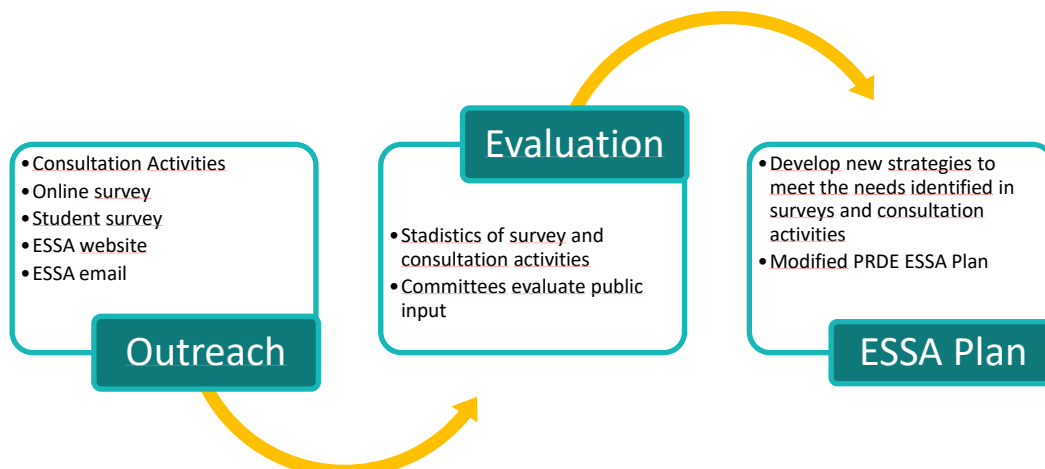 • Consultation Activities
• Online survey
• Student survey
• ESSA website
• ESSA email
Outreach
Evaluation
• Stadistics of survey and
consultation activities
• Committees evaluate public
input
• Develop new strategies to
meet the needs identified in
surveys and consultation
activities
• Modified PRDE ESSA Plan
ESSA Plan